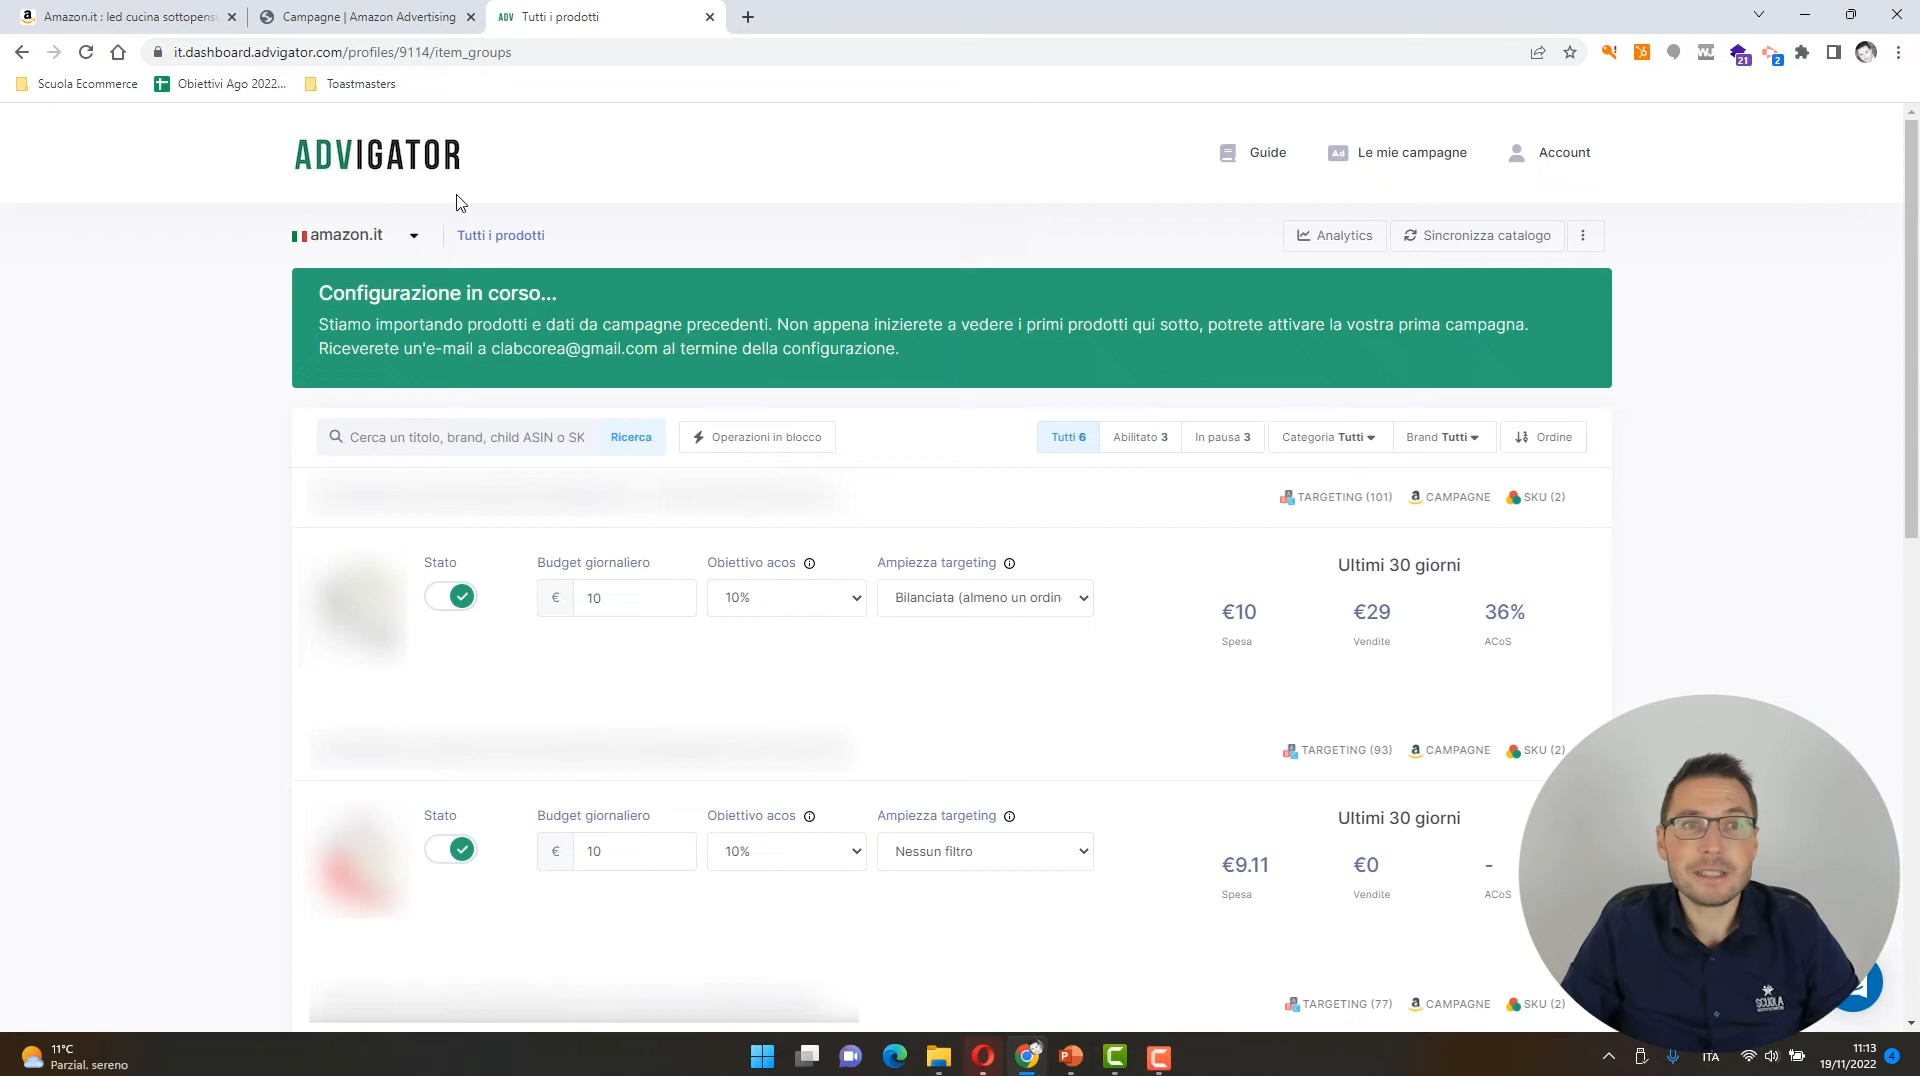 Amazon.it : led cucina sottopensi
Campagne | Amazon Advertising
ADV Tutti i prodotti
it.dashboard.advigator.com/profiles/9114/item_groups
21
2
Scuola Ecommerce
Obiettivi Ago 2022...
Toastmasters
ADVIGATOR
Guide
Ad Le mie campagne
Account
amazon.it
Tutti i prodotti
Analytics
Sincronizza catalogo
Configurazione in corso...
Stiamo importando prodotti e dati da campagne precedenti. Non appena inizierete a vedere i primi prodotti qui sotto, potrete attivare la vostra prima campagna.
Riceverete un'e-mail a clabcorea@gmail.com al termine della configurazione.
Cerca un titolo, brand, child ASIN o SK
Ricerca
Operazioni in blocco
Tutti 6
Abilitato 3
In pausa 3
Categoria Tutti
Brand Tutti
Ordine
TARGETING (101)
CAMPAGNE
SKU (2)
Stato
Budget giornaliero
Obiettivo acos
Ampiezza targeting
Ultimi 30 giorni
€ 10
10%
Bilanciata (almeno un ordin
€10
€29
36%
Spesa
Vendite
ACoS
TARGETING (93)
CAMPAGNE
SKU (2)
Stato
Budget giornaliero
Obiettivo acos
Ampiezza targeting
Ultimi 30 giorni
€ 10
10%
Nessun filtro
€9.11
€0
-
Spesa
Vendite
ACoS
TARGETING (77)
CAMPAGNE
SKU (2)
SCUOLA
11°C
Parzial. sereno
ITA
11:13
19/11/2022
4